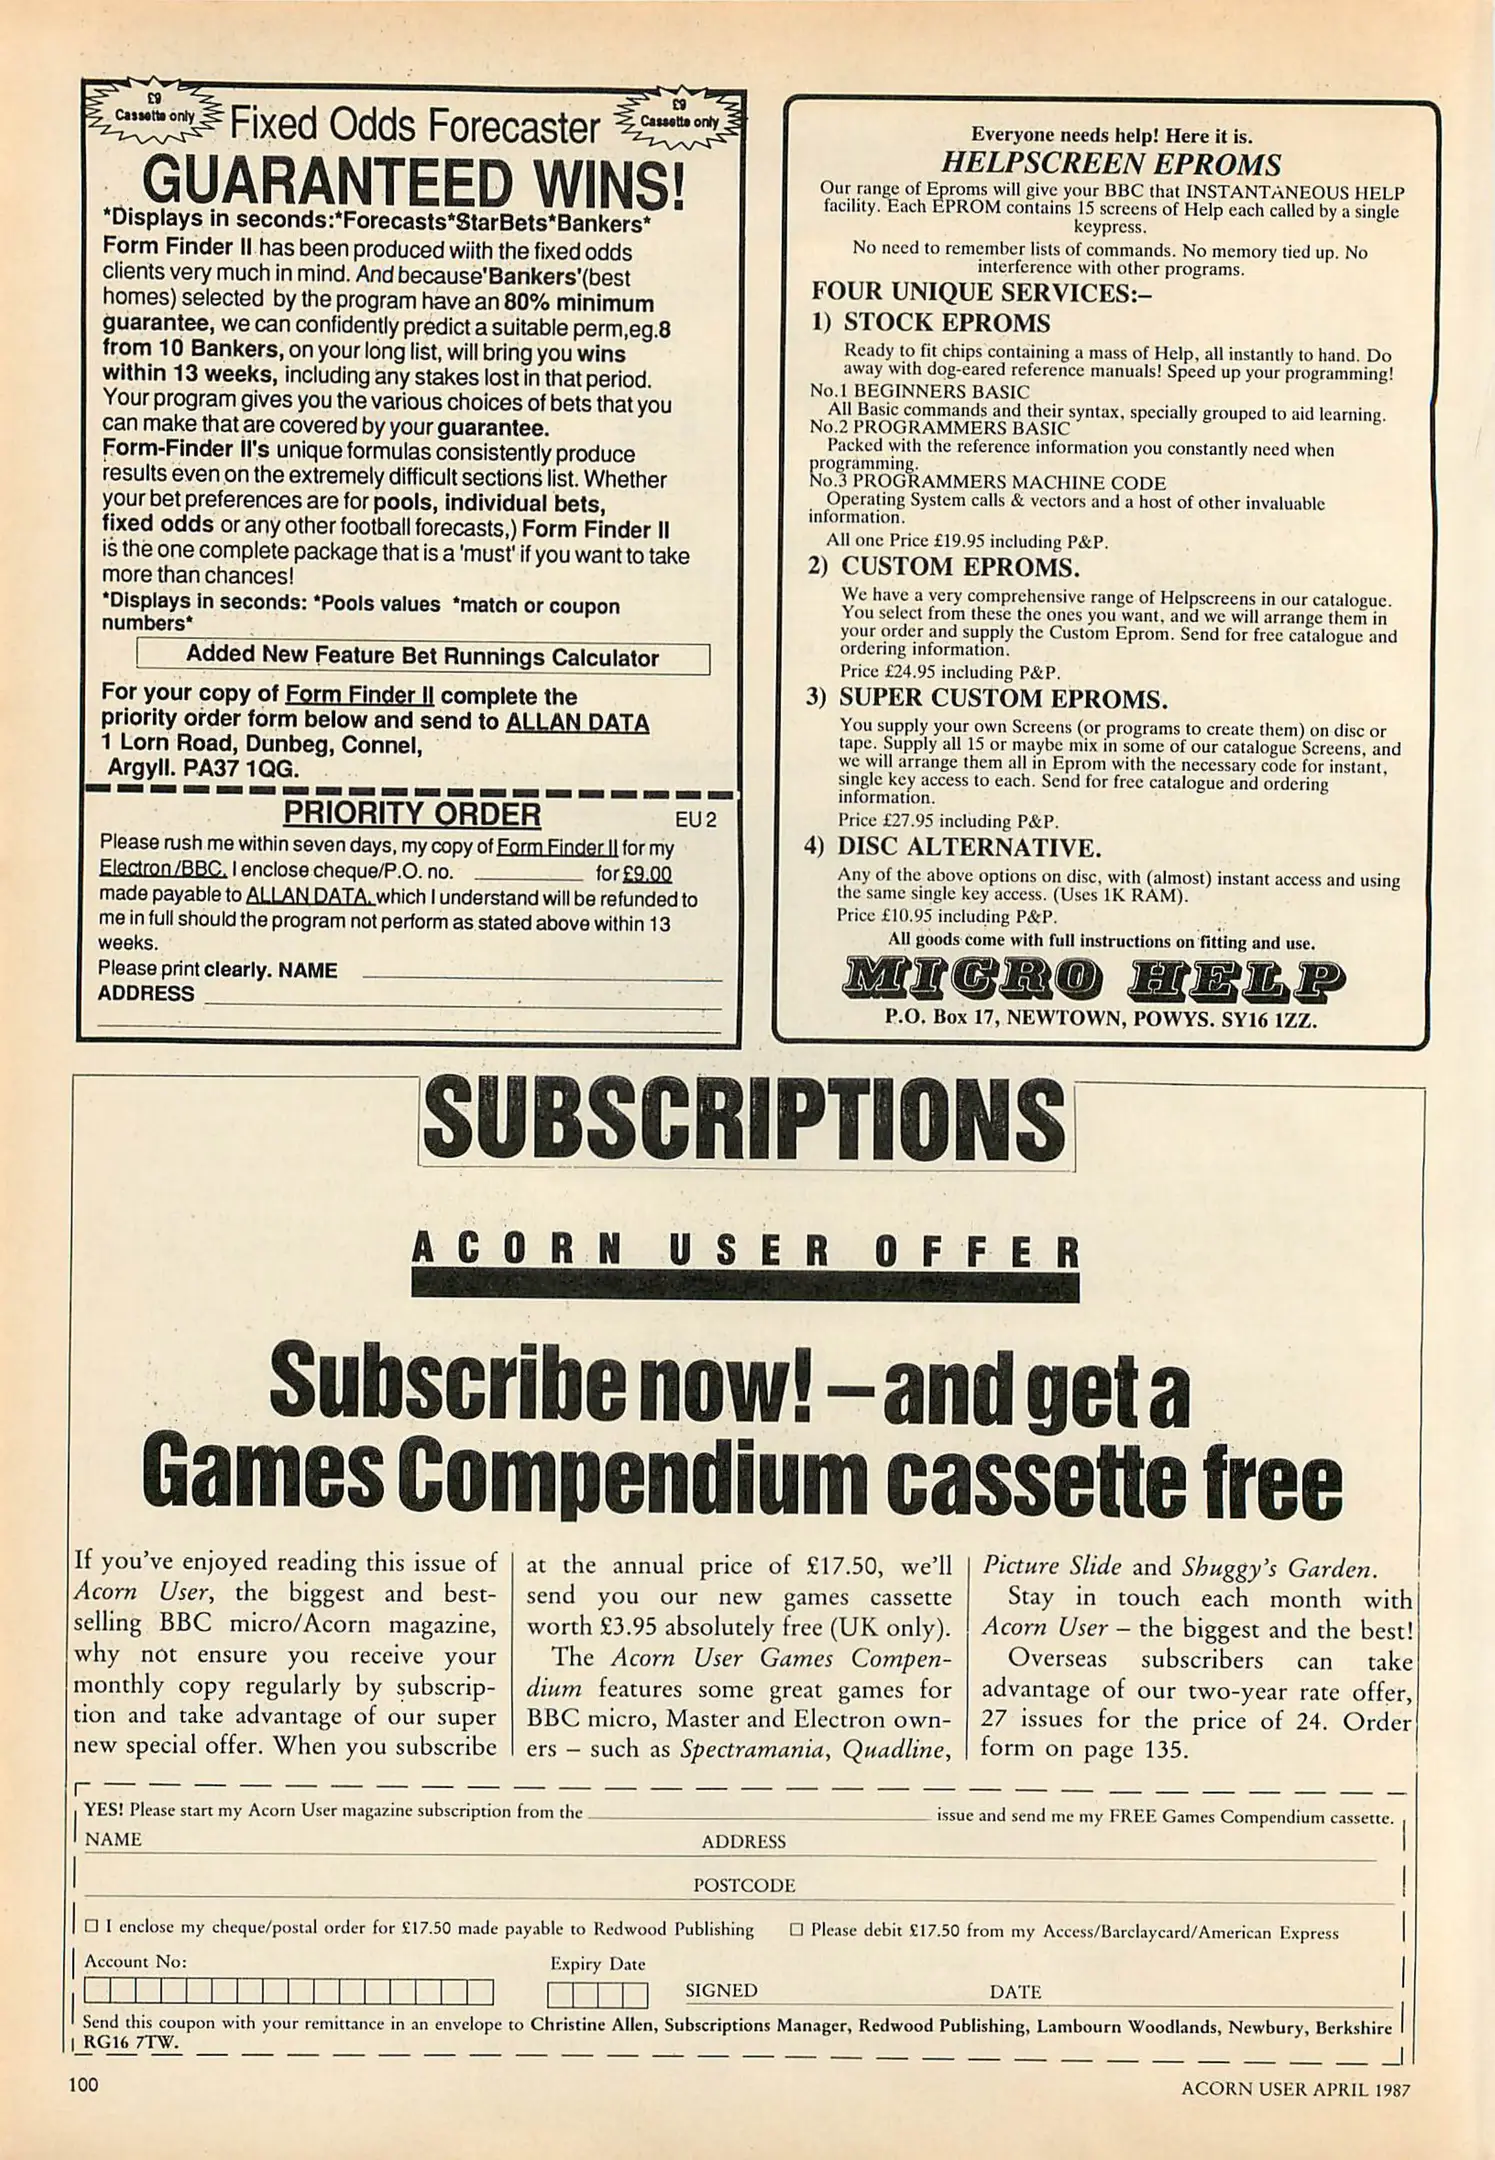 £9
Cassette only
Fixed Odds Forecaster
£9
Cassette only
GUARANTEED WINS!
*Displays in seconds:*Forecasts*StarBets*Bankers*
Form Finder II has been produced wiith the fixed odds
clients very much in mind. And because'Bankers'(best
homes) selected by the program have an 80% minimum
guarantee, we can confidently predict a suitable perm,eg.8
from 10 Bankers, on your long list, will bring you wins
within 13 weeks, including any stakes lost in that period.
Your program gives you the various choices of bets that you
can make that are covered by your guarantee.
Form-Finder II's unique formulas consistently produce
results even on the extremely difficult sections list. Whether
your bet preferences are for pools, individual bets,
fixed odds or any other football forecasts,) Form Finder II
is the one complete package that is a 'must' if you want to take
more than chances!
*Displays in seconds: *Pools values *match or coupon
numbers*
Added New Feature Bet Runnings Calculator
For your copy of Form Finder II complete the
priority order form below and send to ALLAN DATA
1 Lorn Road, Dunbeg, Connel,
Argyll. PA37 1QG.
PRIORITY ORDER
EU 2
Please rush me within seven days, my copy of Form Finder II for my
Electron/BBC. I enclose cheque/P.O. no. for £9.00
made payable to ALLAN DATA. which I understand will be refunded to
me in full should the program not perform as stated above within 13
weeks.
Please print clearly. NAME
ADDRESS
Everyone needs help! Here it is.
HELPSCREEN EPROMS
Our range of Eproms will give your BBC that INSTANTANEOUS HELP
facility. Each EPROM contains 15 screens of Help each called by a single
keypress.
No need to remember lists of commands. No memory tied up. No
interference with other programs.
FOUR UNIQUE SERVICES:–
1) STOCK EPROMS
Ready to fit chips containing a mass of Help, all instantly to hand. Do
away with dog-eared reference manuals! Speed up your programming!
No.1 BEGINNERS BASIC
All Basic commands and their syntax, specially grouped to aid learning.
No.2 PROGRAMMERS BASIC
Packed with the reference information you constantly need when
programming.
No.3 PROGRAMMERS MACHINE CODE
Operating System calls & vectors and a host of other invaluable
information.
All one Price £19.95 including P&P.
2) CUSTOM EPROMS.
We have a very comprehensive range of Helpscreens in our catalogue.
You select from these the ones you want, and we will arrange them in
your order and supply the Custom Eprom. Send for free catalogue and
ordering information.
Price £24.95 including P&P.
3) SUPER CUSTOM EPROMS.
You supply your own Screens (or programs to create them) on disc or
tape. Supply all 15 or maybe mix in some of our catalogue Screens, and
we will arrange them all in Eprom with the necessary code for instant,
single key access to each. Send for free catalogue and ordering
information.
Price £27.95 including P&P.
4) DISC ALTERNATIVE.
Any of the above options on disc, with (almost) instant access and using
the same single key access. (Uses 1K RAM).
Price £10.95 including P&P.
All goods come with full instructions on fitting and use.
MICRO HELP
P.O. Box 17, NEWTOWN, POWYS. SY16 1ZZ.
SUBSCRIPTIONS
ACORN USER OFFER
Subscribe now! – and get a
Games Compendium cassette free
If you've enjoyed reading this issue of
Acorn User, the biggest and best-
selling BBC micro/Acorn magazine,
why not ensure you receive your
monthly copy regularly by subscrip-
tion and take advantage of our super
new special offer. When you subscribe
at the annual price of £17.50, we'll
send you our new games cassette
worth £3.95 absolutely free (UK only).
The Acorn User Games Compen-
dium features some great games for
BBC micro, Master and Electron own-
ers – such as Spectramania, Quadline,
Picture Slide and Shuggy's Garden.
Stay in touch each month with
Acorn User – the biggest and the best!
Overseas subscribers can take
advantage of our two-year rate offer,
27 issues for the price of 24. Order
form on page 135.
YES! Please start my Acorn User magazine subscription from the issue and send me my FREE Games Compendium cassette.
NAME ADDRESS
POSTCODE
☐ I enclose my cheque/postal order for £17.50 made payable to Redwood Publishing ☐ Please debit £17.50 from my Access/Barclaycard/American Express
Account No: Expiry Date
SIGNED DATE
Send this coupon with your remittance in an envelope to Christine Allen, Subscriptions Manager, Redwood Publishing, Lambourn Woodlands, Newbury, Berkshire
RG16 7TW.
100
ACORN USER APRIL 1987